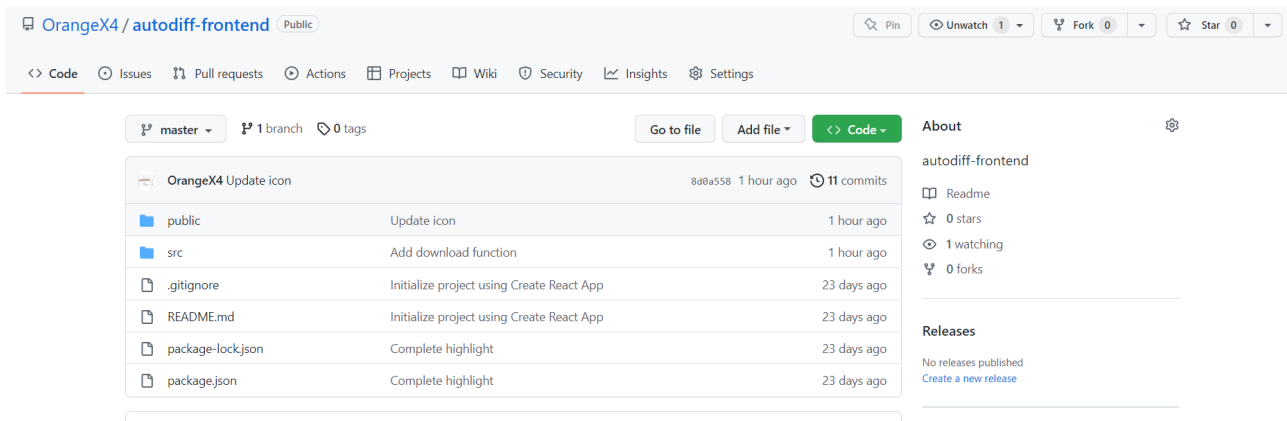 OrangeX4 / autodiff-frontend Public Pin Unwatch 1 Fork 0 Star 0
Code Issues Pull requests Actions Projects Wiki Security Insights Settings
master 1 branch 0 tags Go to file Add file Code
OrangeX4 Update icon 8d0a558 1 hour ago 11 commits
public Update icon 1 hour ago
src Add download function 1 hour ago
.gitignore Initialize project using Create React App 23 days ago
README.md Initialize project using Create React App 23 days ago
package-lock.json Complete highlight 23 days ago
package.json Complete highlight 23 days ago
About
autodiff-frontend
Readme
0 stars
1 watching
0 forks
Releases
No releases published
Create a new release